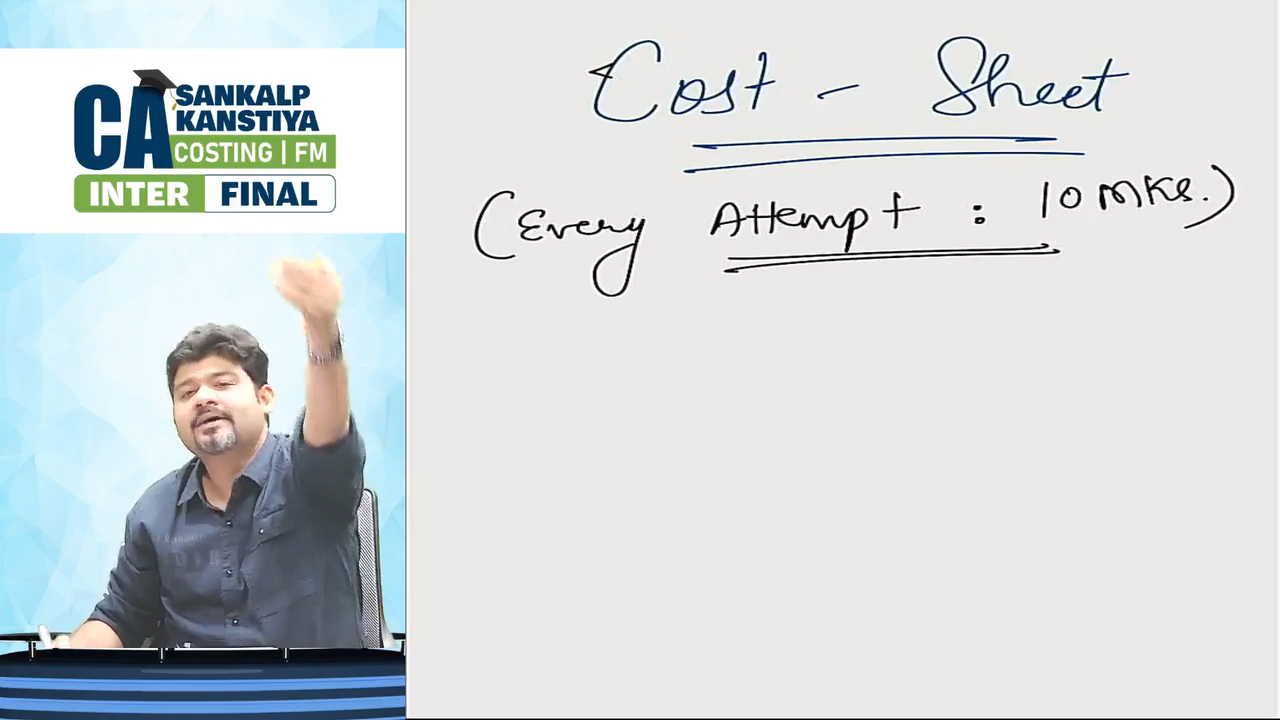 CA SANKALP
KANSTIYA
COSTING | FM
INTER FINAL
Cost - Sheet
(Every Attempt : 10 MKs.)